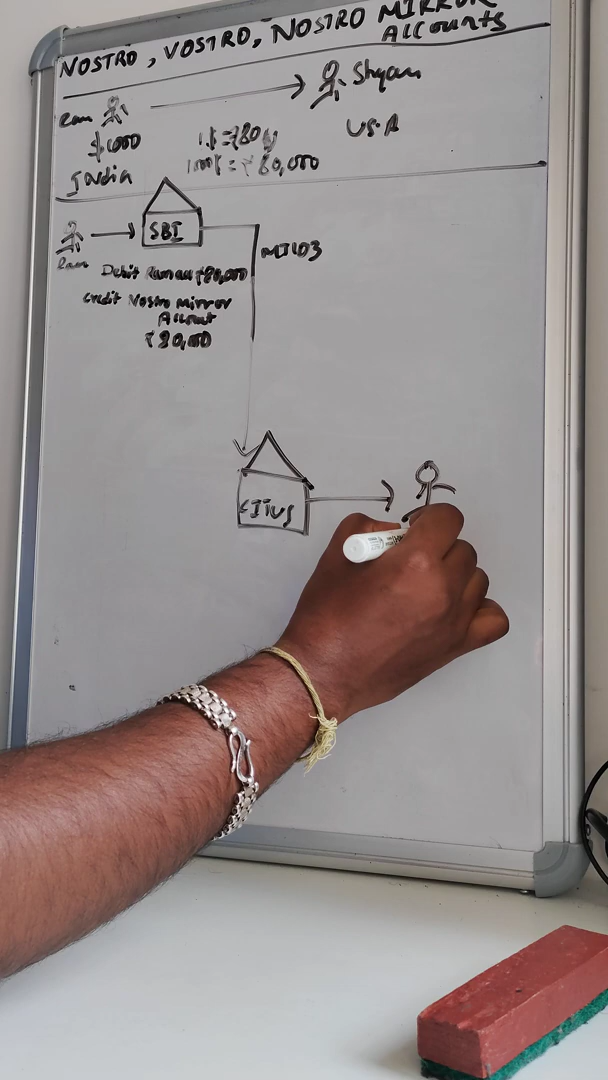 NOSTRO, VOSTRO, NOSTRO MIRROR
Accounts
Ram
Shyam
$1000
1$ = ₹80
USA
1000$ = ₹80,000
India
SBI
MT103
Ram
Debit Ram a/c ₹80,000
Credit Nostro Mirror
Account
₹80,000
CITIUS